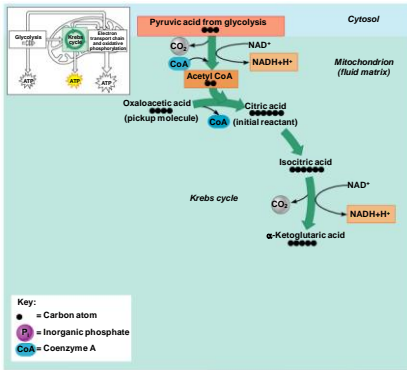 Glycolysis
Krebs
cycle
Electron
transport chain
and oxidative
phosphorylation
ATP
ATP
ATP
Pyruvic acid from glycolysis
Cytosol
CO₂
NAD⁺
CoA
NADH+H⁺
Mitochondrion
(fluid matrix)
Acetyl CoA
Oxaloacetic acid
(pickup molecule)
Citric acid
(initial reactant)
CoA
Isocitric acid
Krebs cycle
NAD⁺
CO₂
NADH+H⁺
α-Ketoglutaric acid
Key:
= Carbon atom
Pᵢ = Inorganic phosphate
CoA = Coenzyme A